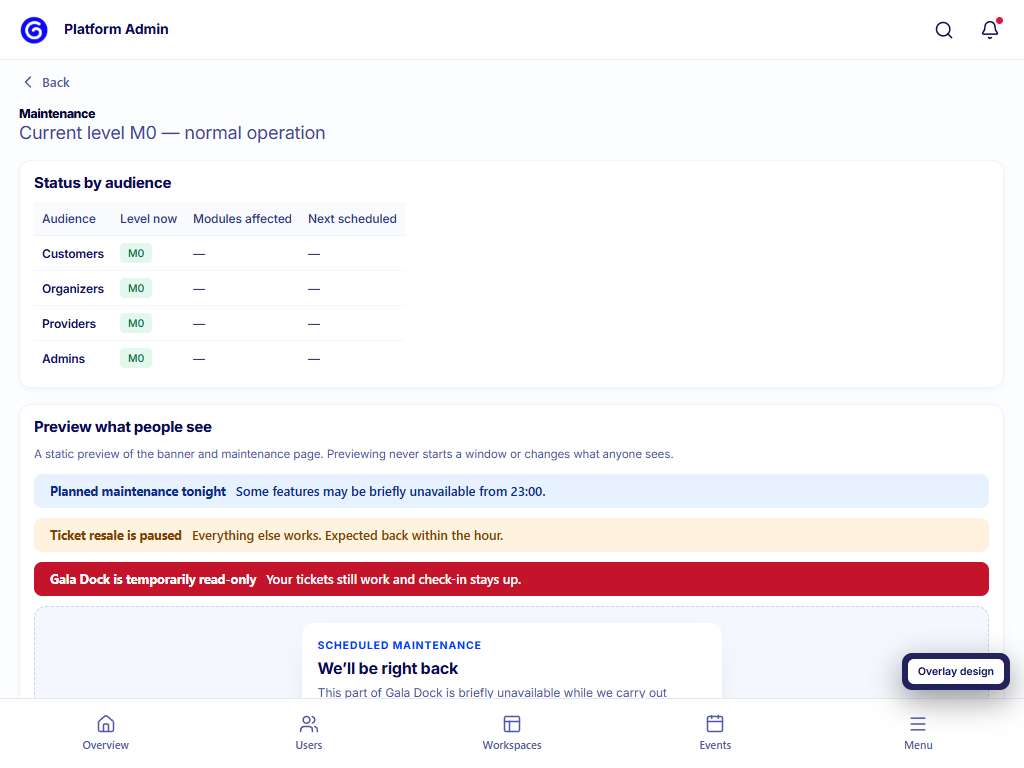 Platform Admin
Back
Maintenance
Current level M0 — normal operation
Status by audience
Audience Level now Modules affected Next scheduled
Customers M0 — —
Organizers M0 — —
Providers M0 — —
Admins M0 — —
Preview what people see
A static preview of the banner and maintenance page. Previewing never starts a window or changes what anyone sees.
Planned maintenance tonight Some features may be briefly unavailable from 23:00.
Ticket resale is paused Everything else works. Expected back within the hour.
Gala Dock is temporarily read-only Your tickets still work and check-in stays up.
SCHEDULED MAINTENANCE
We’ll be right back
This part of Gala Dock is briefly unavailable while we carry out
Overlay design
Overview Users Workspaces Events Menu